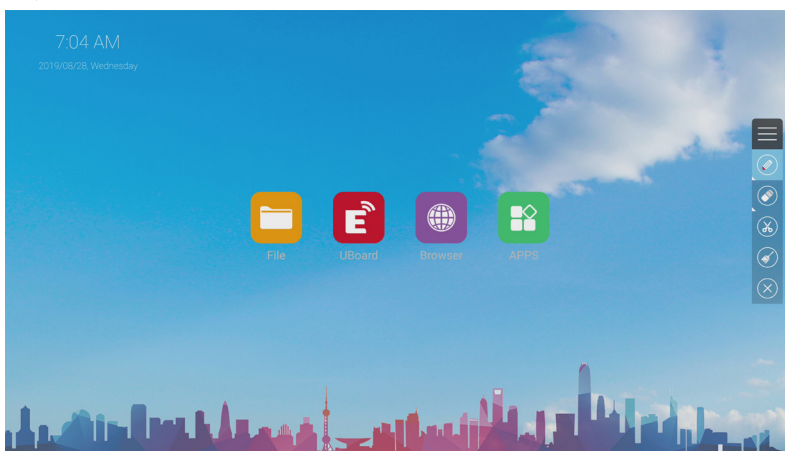 7:04 AM
2019/08/28, Wednesday
E
File
UBoard
Browser
APPS